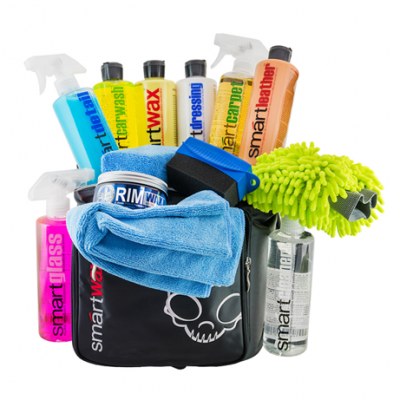 smartdetail
smartcarwash
smartwax
smartdressing
smartcarpet
smartleather
RIM
smartglass
smartwax
smart